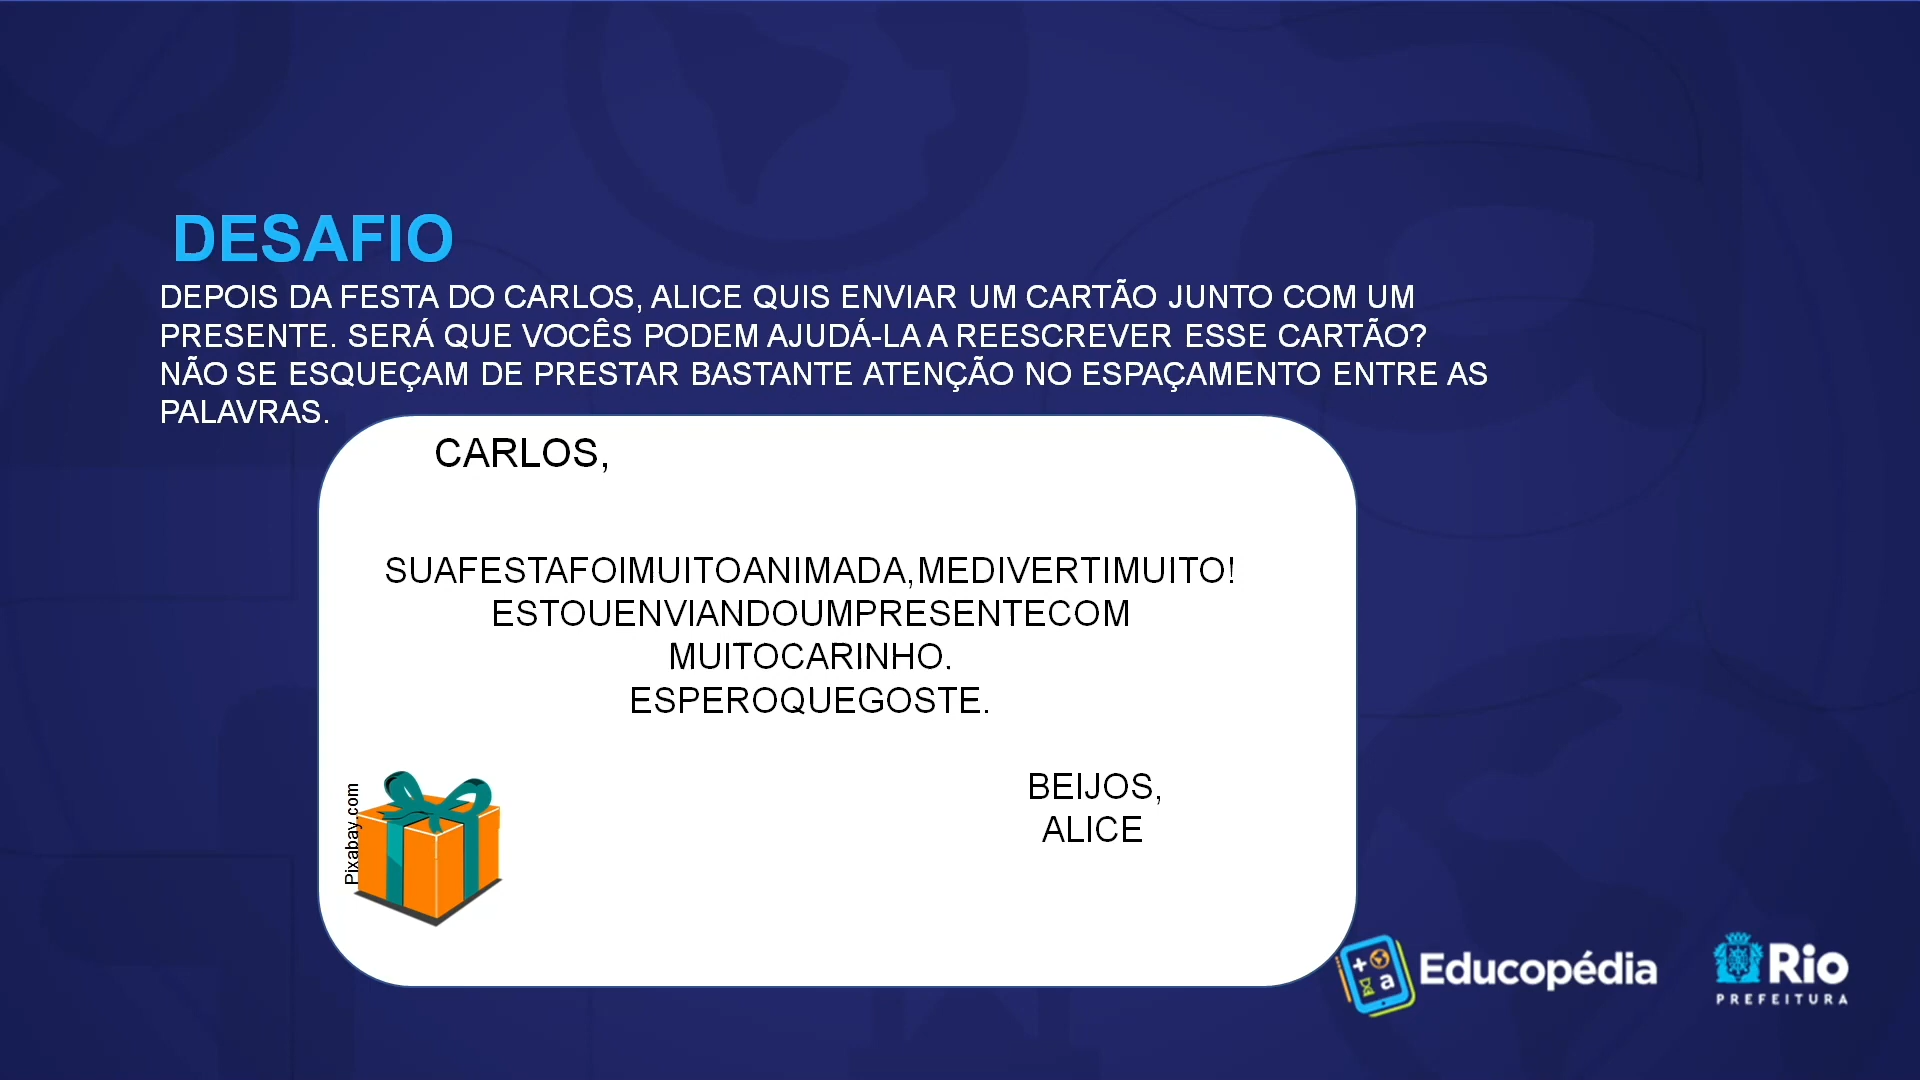 DESAFIO
DEPOIS DA FESTA DO CARLOS, ALICE QUIS ENVIAR UM CARTÃO JUNTO COM UM
PRESENTE. SERÁ QUE VOCÊS PODEM AJUDÁ-LA A REESCREVER ESSE CARTÃO?
NÃO SE ESQUEÇAM DE PRESTAR BASTANTE ATENÇÃO NO ESPAÇAMENTO ENTRE AS
PALAVRAS.
CARLOS,
SUAFESTAFOIMUITOANIMADA,MEDIVERTIMUITO!
ESTOUENVIANDOUMPRESENTECOM
MUITOCARINHO.
ESPEROQUEGOSTE.
BEIJOS,
ALICE
Pixabay.com
Educopédia
Rio
PREFEITURA